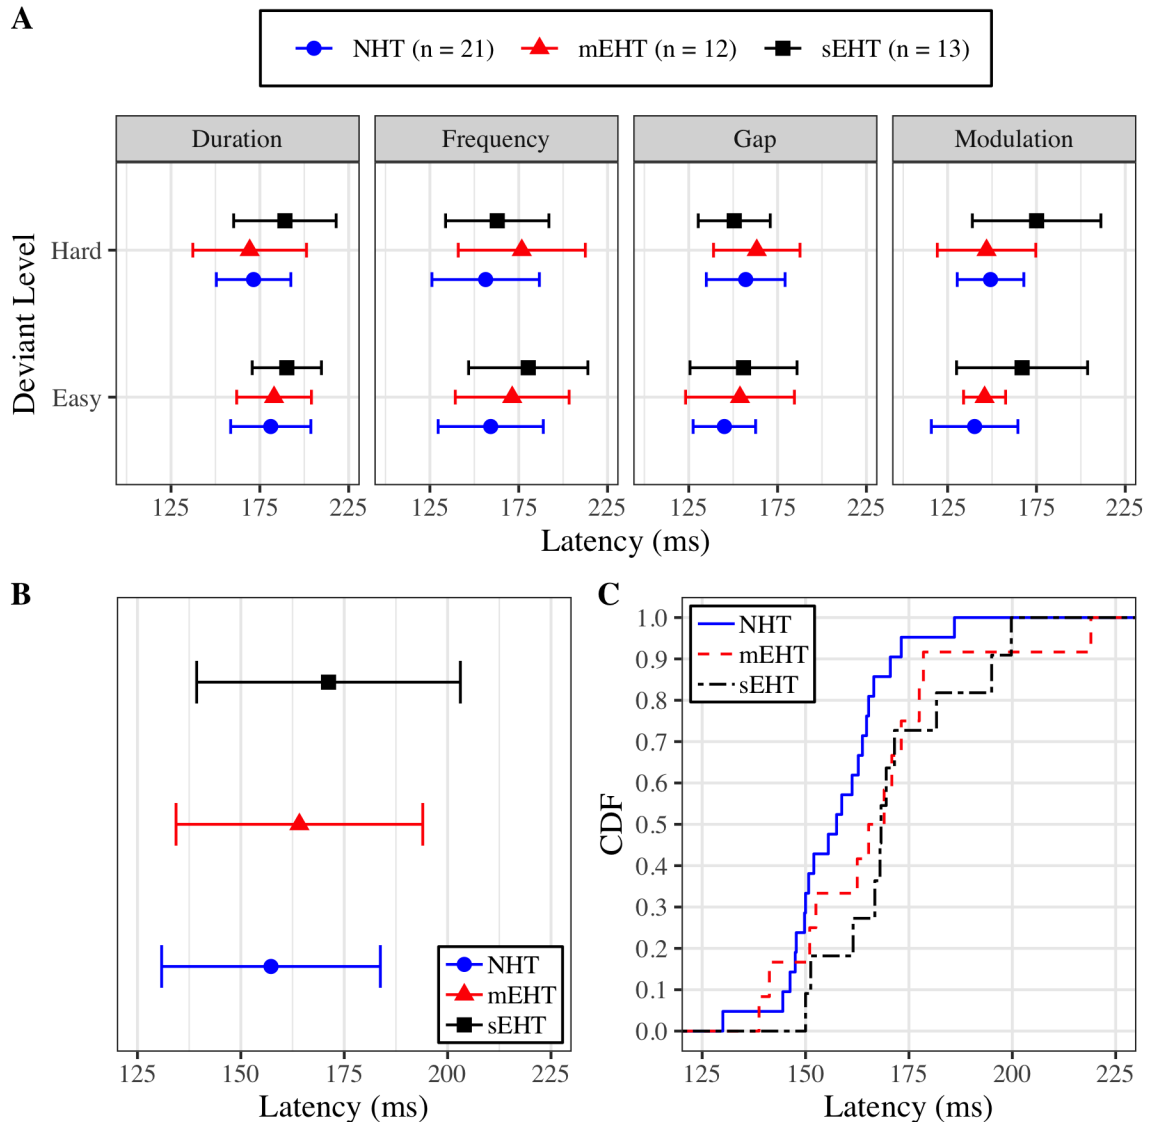 A
NHT (n = 21) mEHT (n = 12) sEHT (n = 13)
Duration Frequency Gap Modulation
Deviant Level
Hard
Easy
125 175 225 125 175 225 125 175 225 125 175 225
Latency (ms)
B
NHT
mEHT
sEHT
125 150 175 200 225
Latency (ms)
C
NHT
mEHT
sEHT
CDF
1.0
0.9
0.8
0.7
0.6
0.5
0.4
0.3
0.2
0.1
0.0
125 150 175 200 225
Latency (ms)